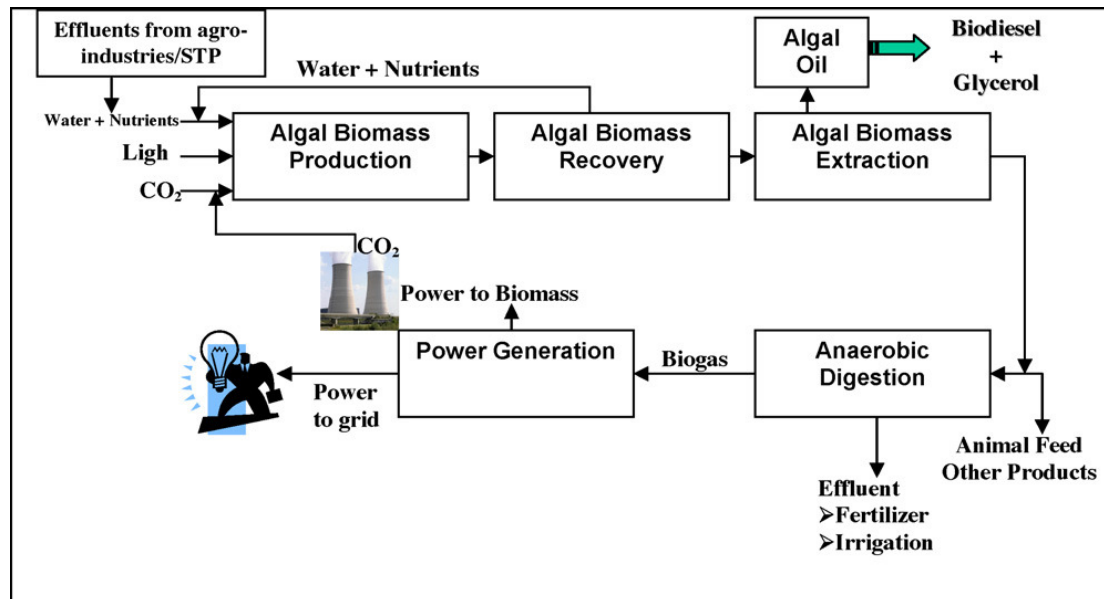 Effluents from agro-
industries/STP
Water + Nutrients
Algal
Oil
Biodiesel
+
Glycerol
Water + Nutrients
Ligh
CO₂
Algal Biomass
Production
Algal Biomass
Recovery
Algal Biomass
Extraction
CO₂
Power to Biomass
Power Generation
Biogas
Anaerobic
Digestion
Power
to grid
Animal Feed
Other Products
Effluent
➢Fertilizer
➢Irrigation